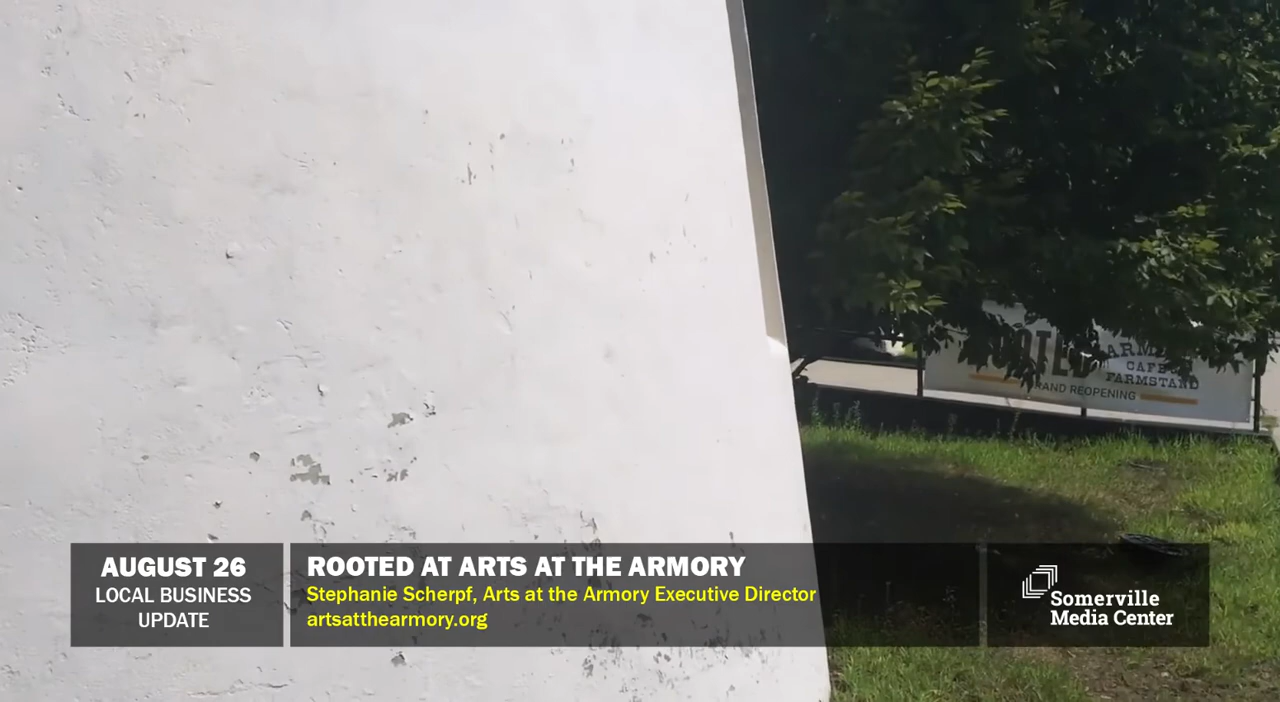 CAFE
FARMSTAND
GRAND REOPENING
AUGUST 26
LOCAL BUSINESS
UPDATE
ROOTED AT ARTS AT THE ARMORY
Stephanie Scherpf, Arts at the Armory Executive Director
artsatthearmory.org
Somerville
Media Center